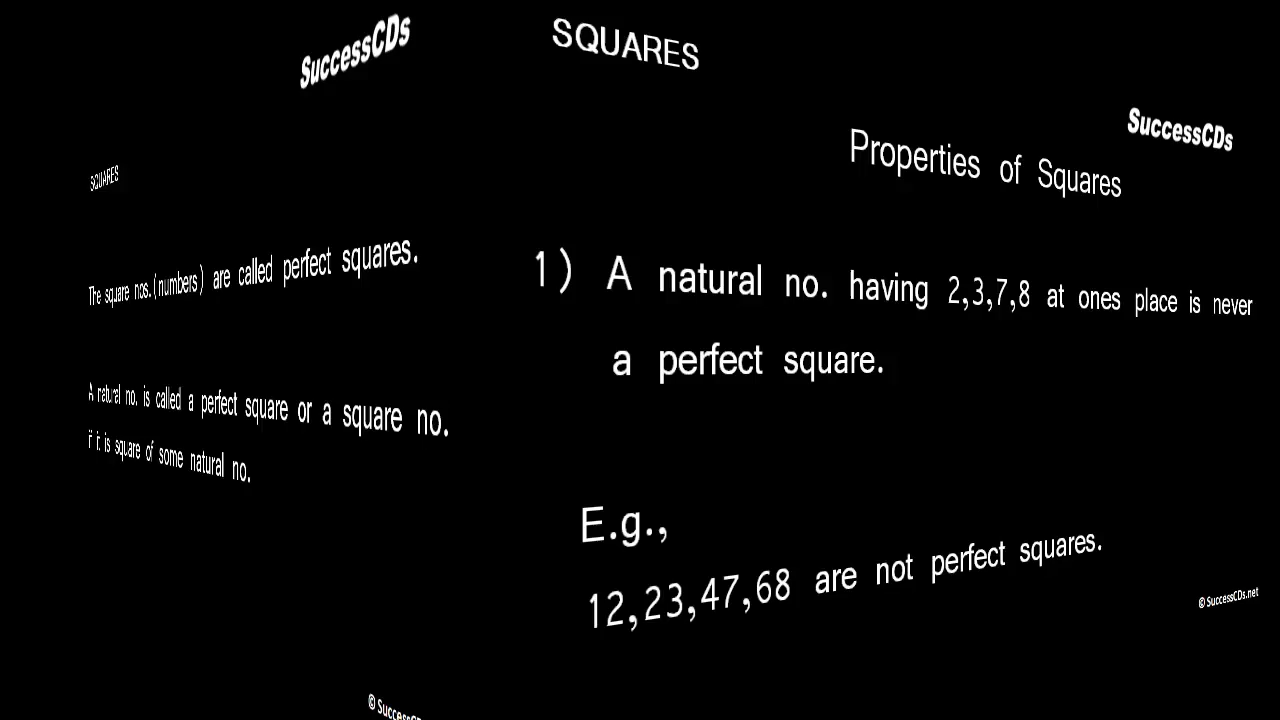 SuccessCDs
SQUARES
The square nos.(numbers) are called perfect squares.
A natural no. is called a perfect square or a square no.
if it is square of some natural no.
© SuccessCD
SQUARES
SuccessCDs
Properties of Squares
1) A natural no. having 2,3,7,8 at ones place is never
a perfect square.
E.g.,
12,23,47,68 are not perfect squares.
© SuccessCDs.net